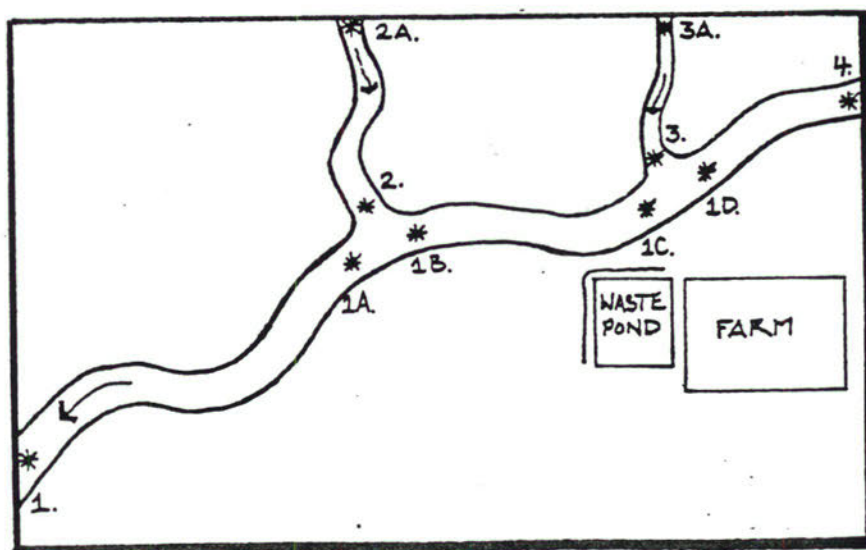 2A.
3A.
4.
3.
2.
1D.
1B.
1C.
1A.
WASTE
POND
FARM
1.